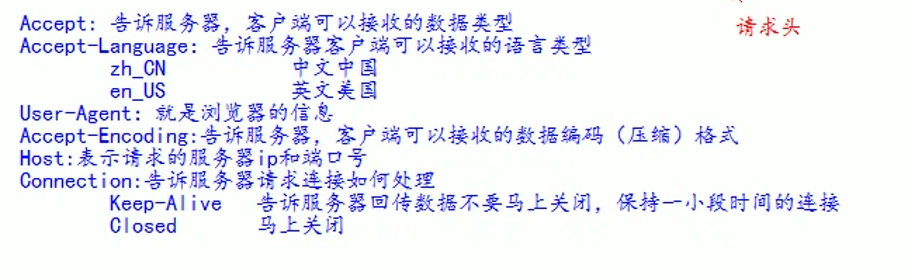 Accept: 告诉服务器，客户端可以接收的数据类型
请求头
Accept-Language: 告诉服务器客户端可以接收的语言类型
zh_CN 中文中国
en_US 英文美国
User-Agent: 就是浏览器的信息
Accept-Encoding:告诉服务器，客户端可以接收的数据编码（压缩）格式
Host:表示请求的服务器ip和端口号
Connection:告诉服务器请求连接如何处理
Keep-Alive 告诉服务器回传数据不要马上关闭，保持一小段时间的连接
Closed 马上关闭